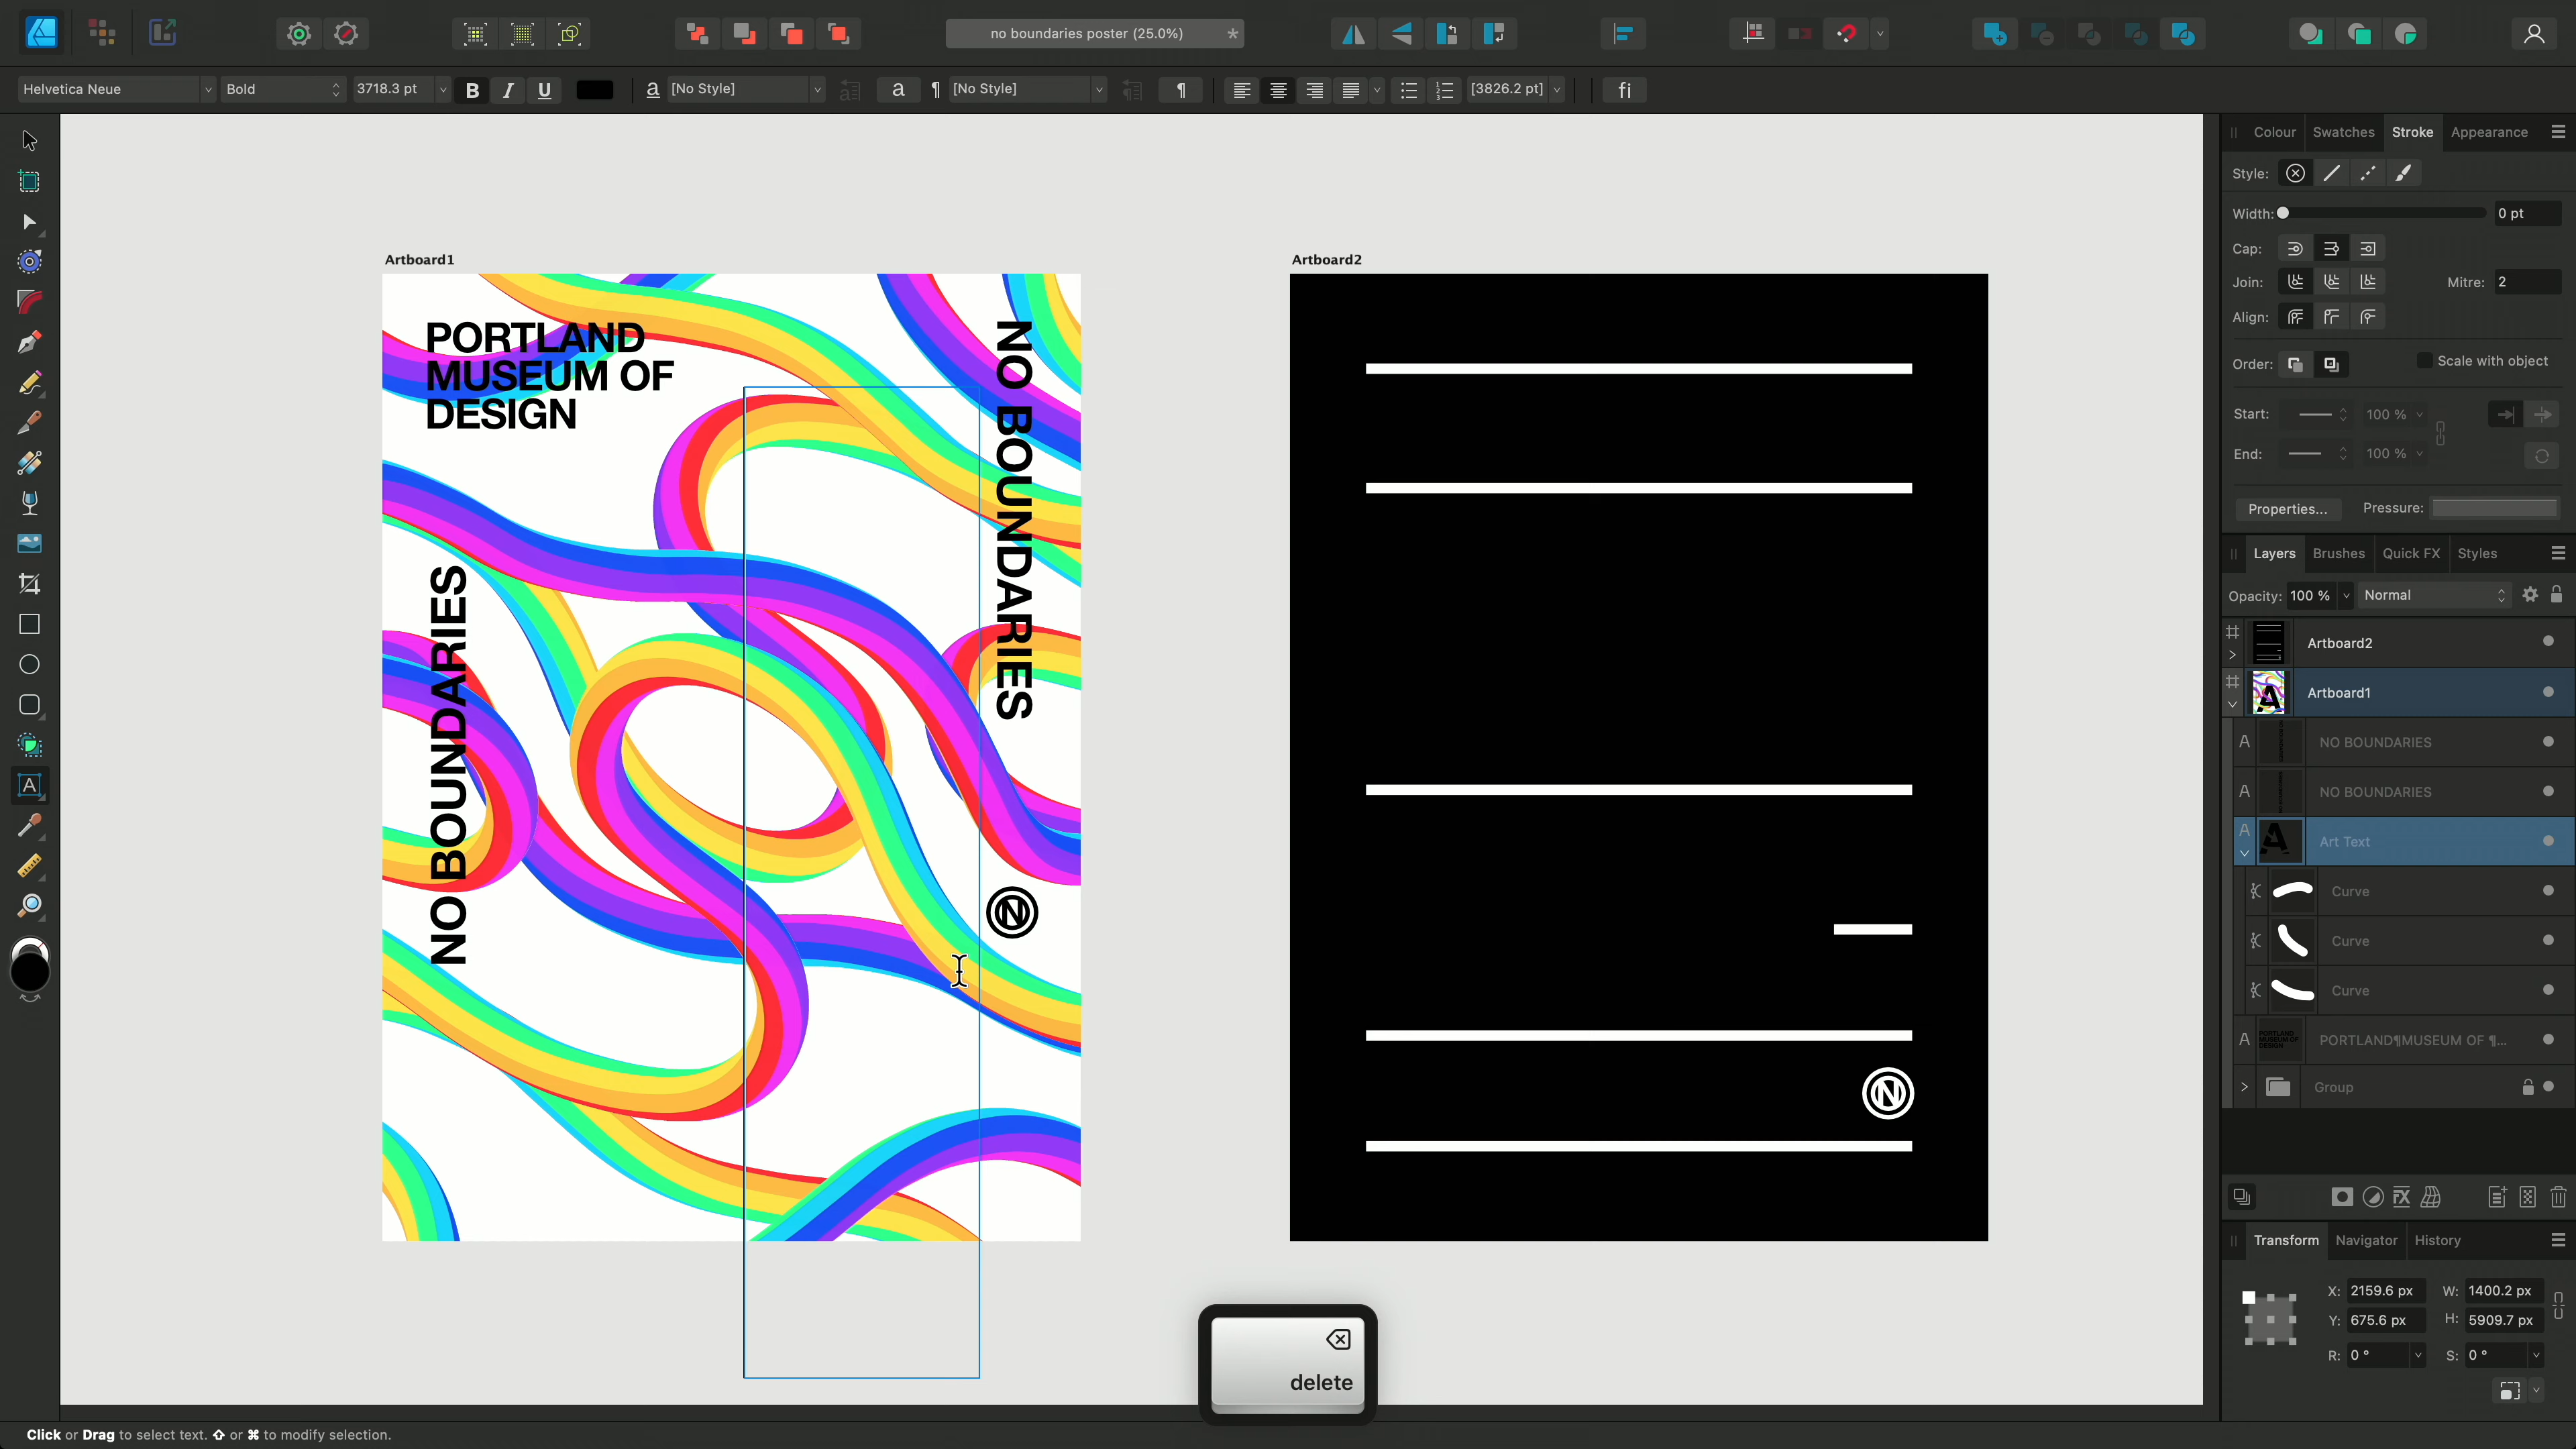 no boundaries poster (25.0%)
*
Helvetica Neue
Bold
3718.3 pt
B
I
U
a
[No Style]
a
¶
[No Style]
¶
[3826.2 pt]
fi
Artboard1
PORTLAND
MUSEUM OF
DESIGN
NO BOUNDARIES
NO BOUNDARIES
N
Artboard2
N
Colour
Swatches
Stroke
Appearance
Style:
Width:
0 pt
Cap:
Join:
Mitre:
2
Align:
Order:
Scale with object
Start:
100 %
End:
100 %
Properties...
Pressure:
Layers
Brushes
Quick FX
Styles
Opacity:
100 %
Normal
Artboard2
Artboard1
A
NO BOUNDARIES
A
NO BOUNDARIES
A
Art Text
Curve
Curve
Curve
A
PORTLAND¶MUSEUM OF ¶...
Group
Transform
Navigator
History
X: 2159.6 px
W: 1400.2 px
Y: 675.6 px
H: 5909.7 px
R: 0 °
S: 0 °
delete
Click or Drag to select text. ⇧ or ⌘ to modify selection.